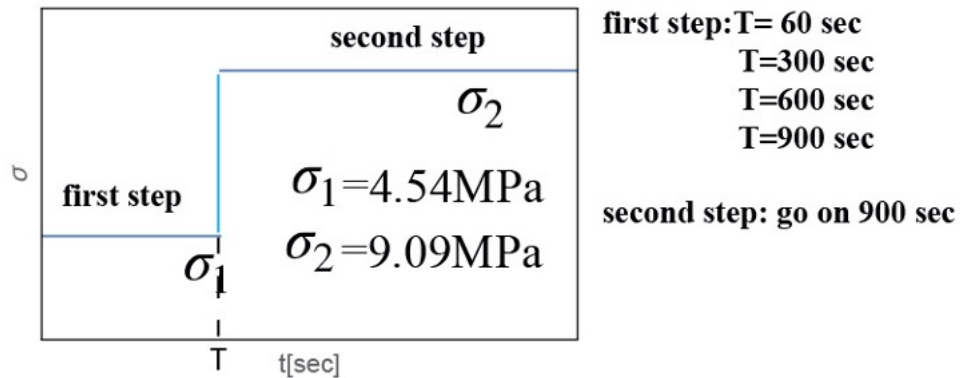 second step
σ2
σ
first step
σ1=4.54MPa
σ2=9.09MPa
σ1
T
t[sec]
first step:T= 60 sec
T=300 sec
T=600 sec
T=900 sec
second step: go on 900 sec